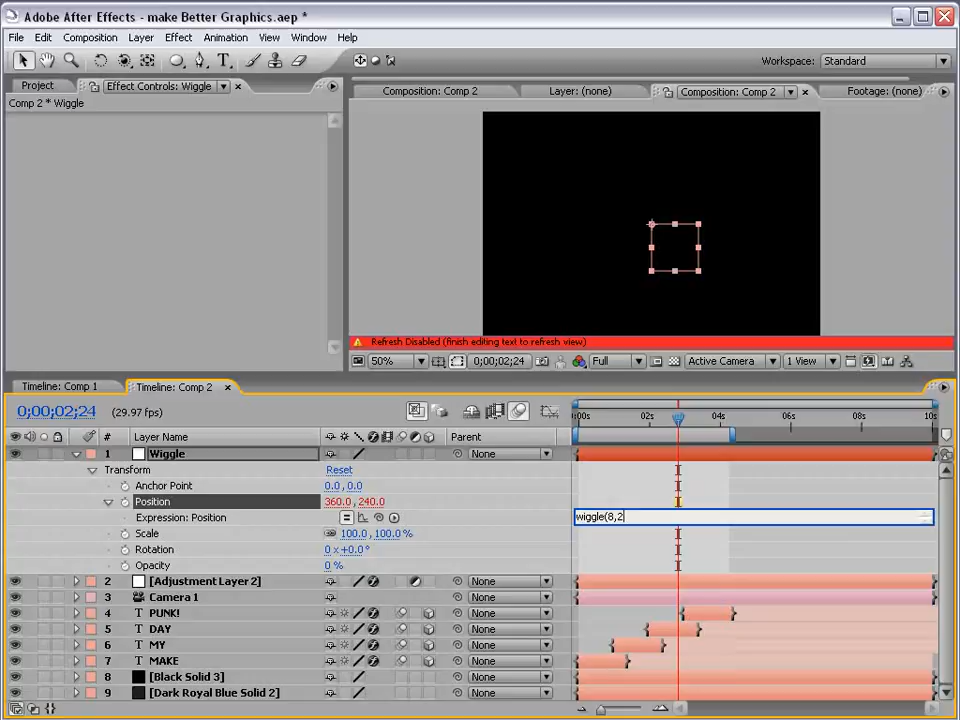 Adobe After Effects - make Better Graphics.aep *
File Edit Composition Layer Effect Animation View Window Help
Workspace: Standard
Project Effect Controls: Wiggle
Composition: Comp 2 Layer: (none) Composition: Comp 2 Footage: (none)
Comp 2 * Wiggle
Refresh Disabled (finish editing text to refresh view)
50% 0;00;02;24 Full Active Camera 1 View
Timeline: Comp 1 Timeline: Comp 2
0;00;02;24 (29.97 fps)
:00s 02s 04s 06s 08s 10s
# Layer Name Parent
1 Wiggle None
Transform Reset
Anchor Point 0.0, 0.0
Position 360.0, 240.0
Expression: Position wiggle(8,2
Scale 100.0, 100.0%
Rotation 0 x +0.0°
Opacity 0 %
2 [Adjustment Layer 2] None
3 Camera 1 None
4 T PUNK! None
5 T DAY None
6 T MY None
7 T MAKE None
8 [Black Solid 3] None
9 [Dark Royal Blue Solid 2] None